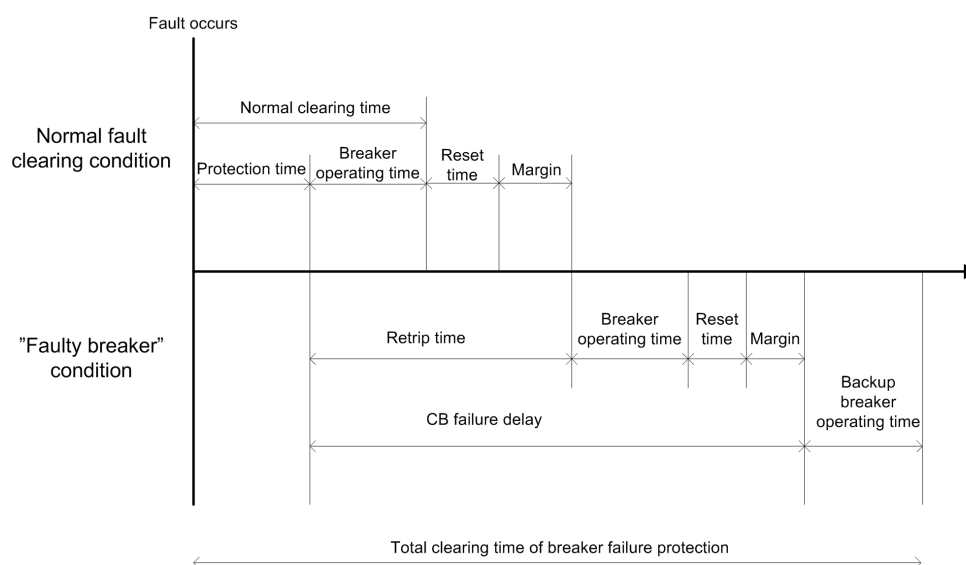 Fault occurs
Normal clearing time
Normal fault
clearing condition
Protection time
Breaker
operating time
Reset
time
Margin
”Faulty breaker”
condition
Retrip time
Breaker
operating time
Reset
time
Margin
Backup
breaker
operating time
CB failure delay
Total clearing time of breaker failure protection